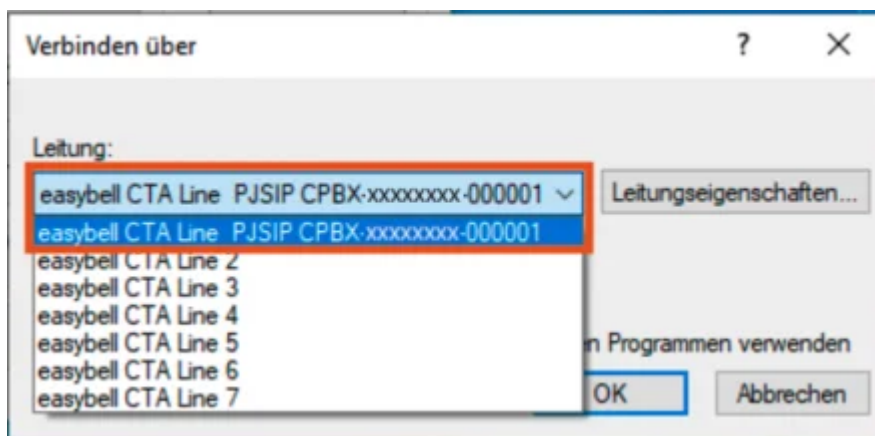 Verbinden über ? ×
Leitung:
easybell CTA Line PJSIP CPBX-xxxxxxxx-000001 Leitungseigenschaften...
easybell CTA Line PJSIP CPBX-xxxxxxxx-000001
easybell CTA Line 2
easybell CTA Line 3
easybell CTA Line 4
easybell CTA Line 5
en Programmen verwenden
easybell CTA Line 6
easybell CTA Line 7
OK Abbrechen